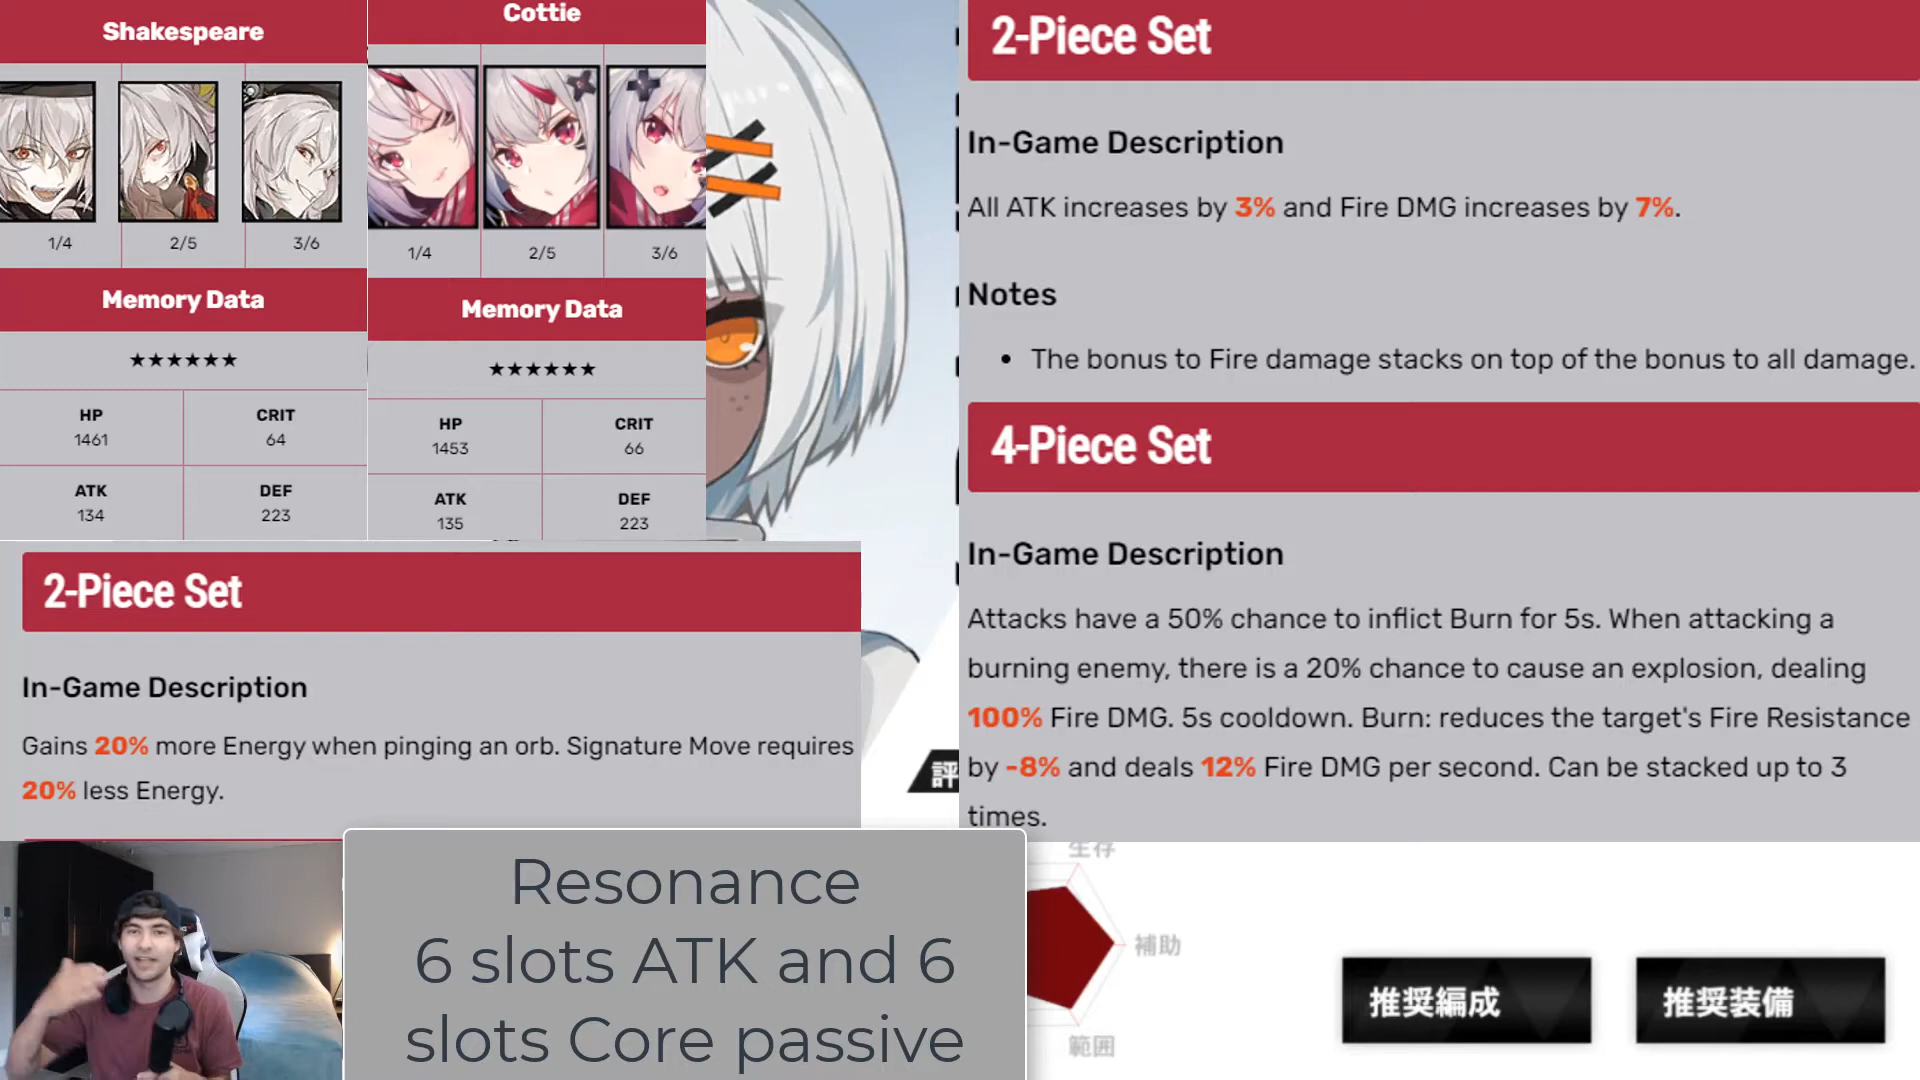 Shakespeare
1/4
2/5
3/6
Memory Data
★★★★★★
HP
1461
CRIT
64
ATK
134
DEF
223
Cottie
1/4
2/5
3/6
Memory Data
★★★★★★
HP
1453
CRIT
66
ATK
135
DEF
223
2-Piece Set
In-Game Description
All ATK increases by 3% and Fire DMG increases by 7%.
Notes
• The bonus to Fire damage stacks on top of the bonus to all damage.
4-Piece Set
In-Game Description
Attacks have a 50% chance to inflict Burn for 5s. When attacking a
burning enemy, there is a 20% chance to cause an explosion, dealing
100% Fire DMG. 5s cooldown. Burn: reduces the target's Fire Resistance
by -8% and deals 12% Fire DMG per second. Can be stacked up to 3
times.
2-Piece Set
In-Game Description
Gains 20% more Energy when pinging an orb. Signature Move requires
20% less Energy.
評
Resonance
6 slots ATK and 6
slots Core passive
生存
補助
範囲
推奨編成
推奨装備